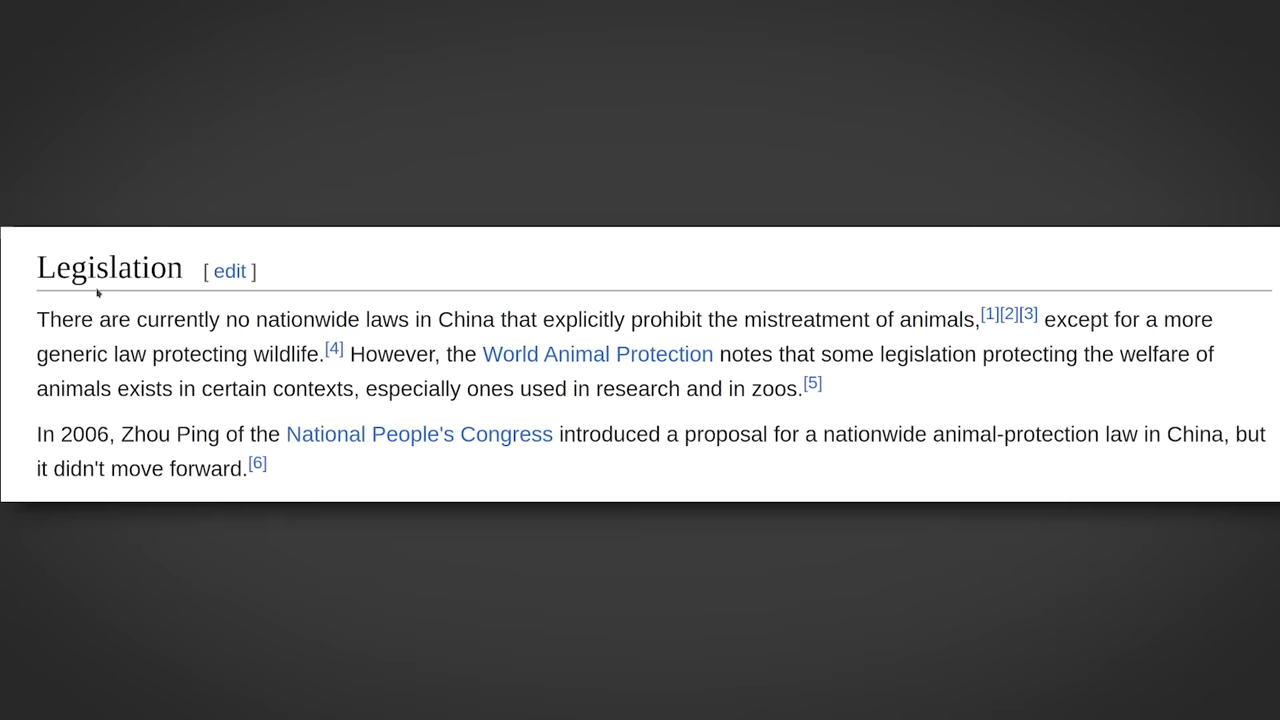 Legislation [ edit ]
There are currently no nationwide laws in China that explicitly prohibit the mistreatment of animals,[1][2][3] except for a more
generic law protecting wildlife.[4] However, the World Animal Protection notes that some legislation protecting the welfare of
animals exists in certain contexts, especially ones used in research and in zoos.[5]
In 2006, Zhou Ping of the National People's Congress introduced a proposal for a nationwide animal-protection law in China, but
it didn't move forward.[6]